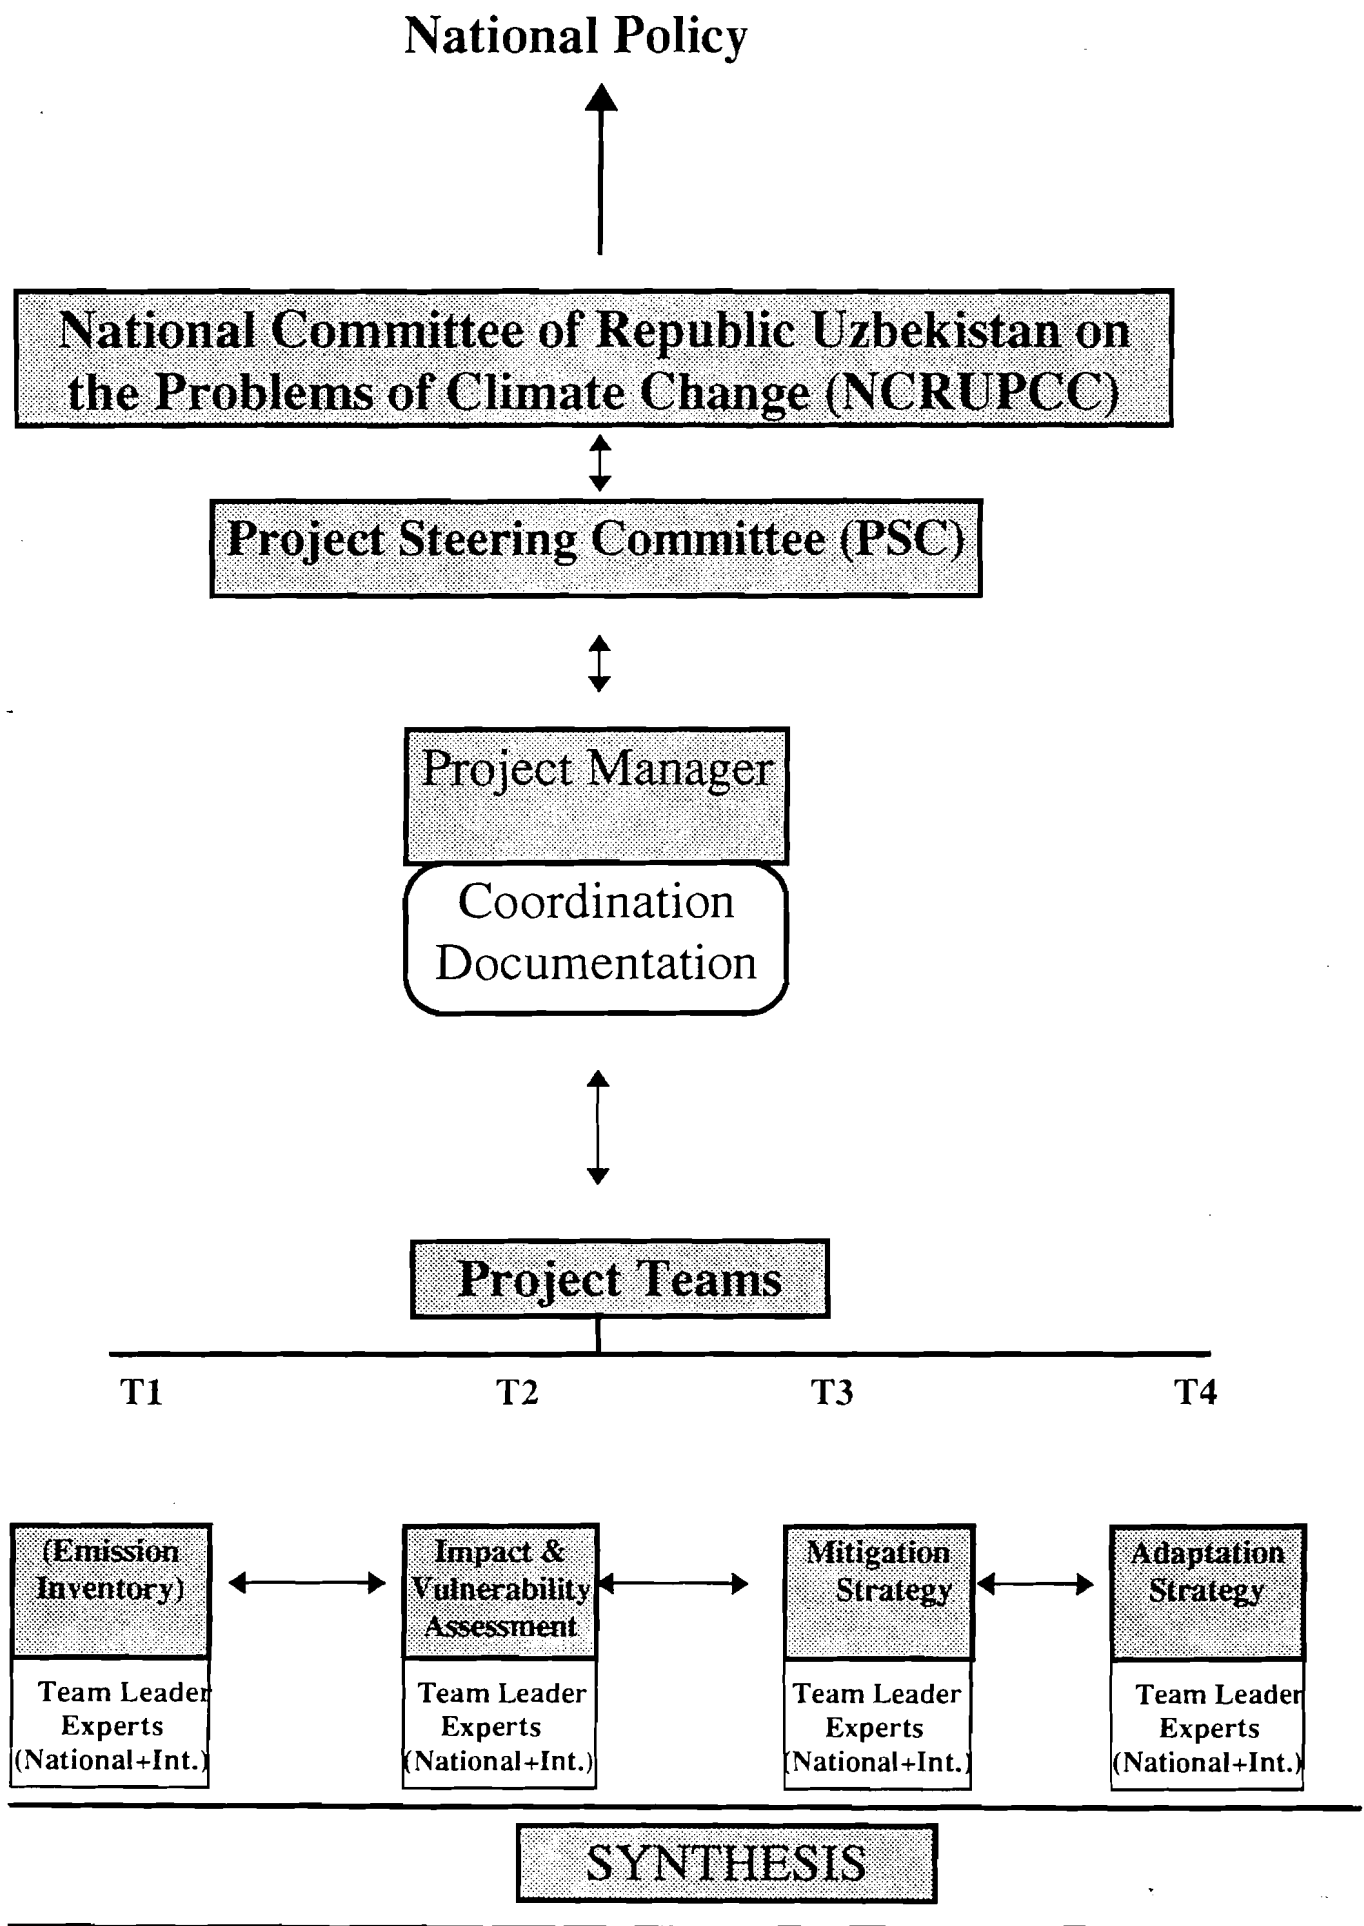 National Policy
National Committee of Republic Uzbekistan on
the Problems of Climate Change (NCRUPCC)
Project Steering Committee (PSC)
Project Manager
Coordination
Documentation
Project Teams
T1 T2 T3 T4
(Emission
Inventory)
Impact &
Vulnerability
Assessment
Mitigation
Strategy
Adaptation
Strategy
Team Leader
Experts
(National+Int.)
Team Leader
Experts
(National+Int.)
Team Leader
Experts
(National+Int.)
Team Leader
Experts
(National+Int.)
SYNTHESIS